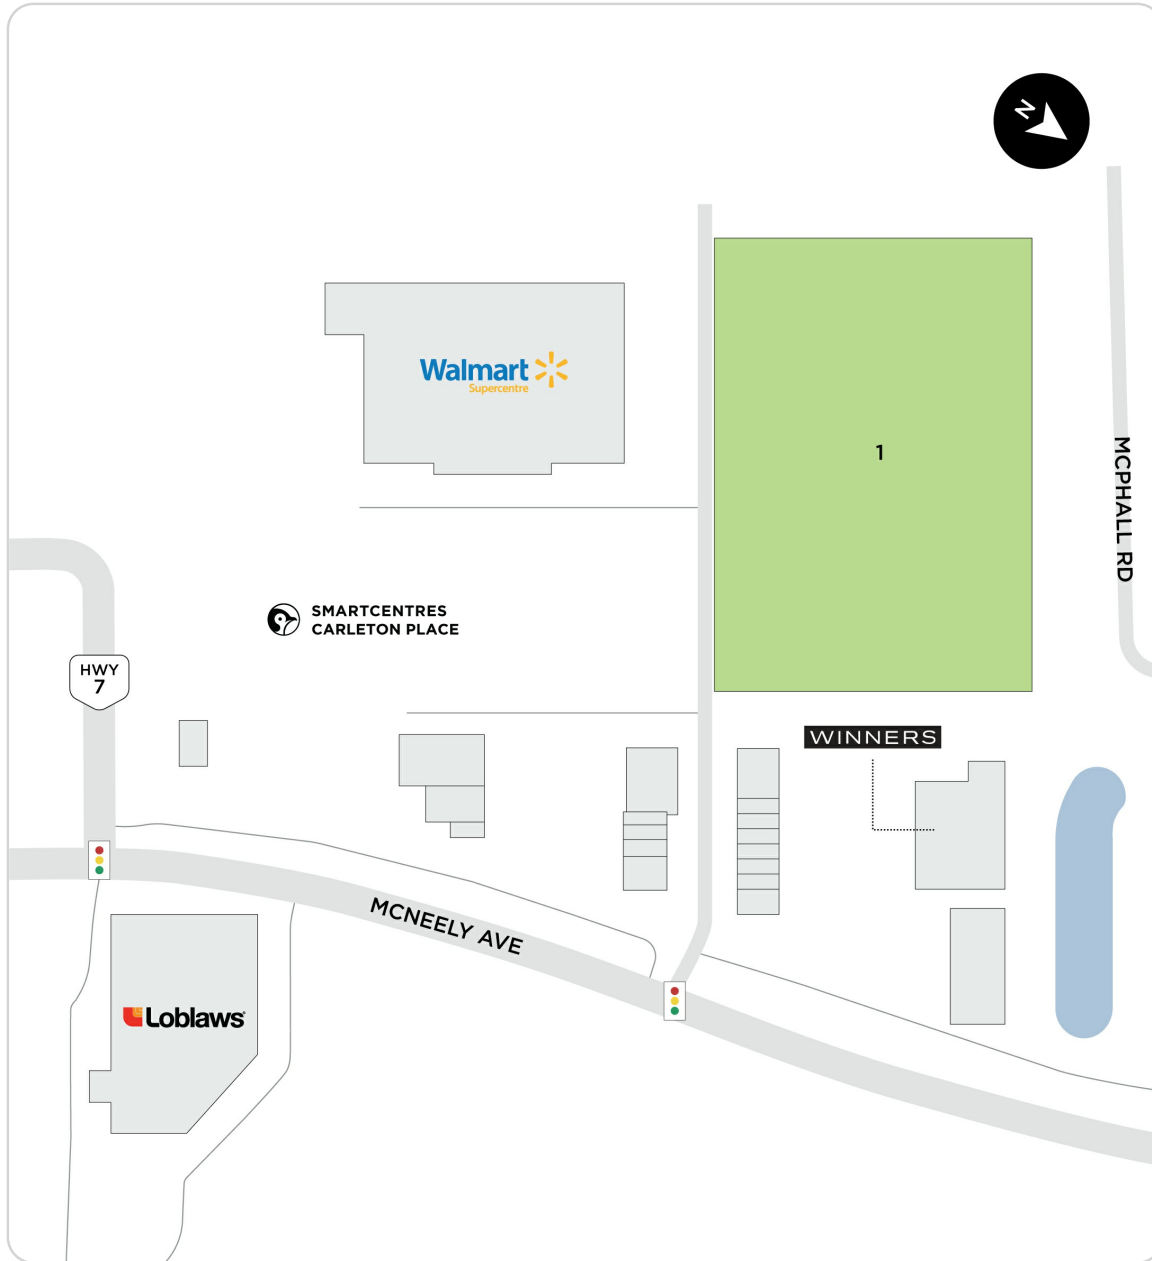 N
Walmart
Supercentre
1
MCPHALL RD
SMARTCENTRES
CARLETON PLACE
HWY
7
WINNERS
MCNEELY AVE
Loblaws